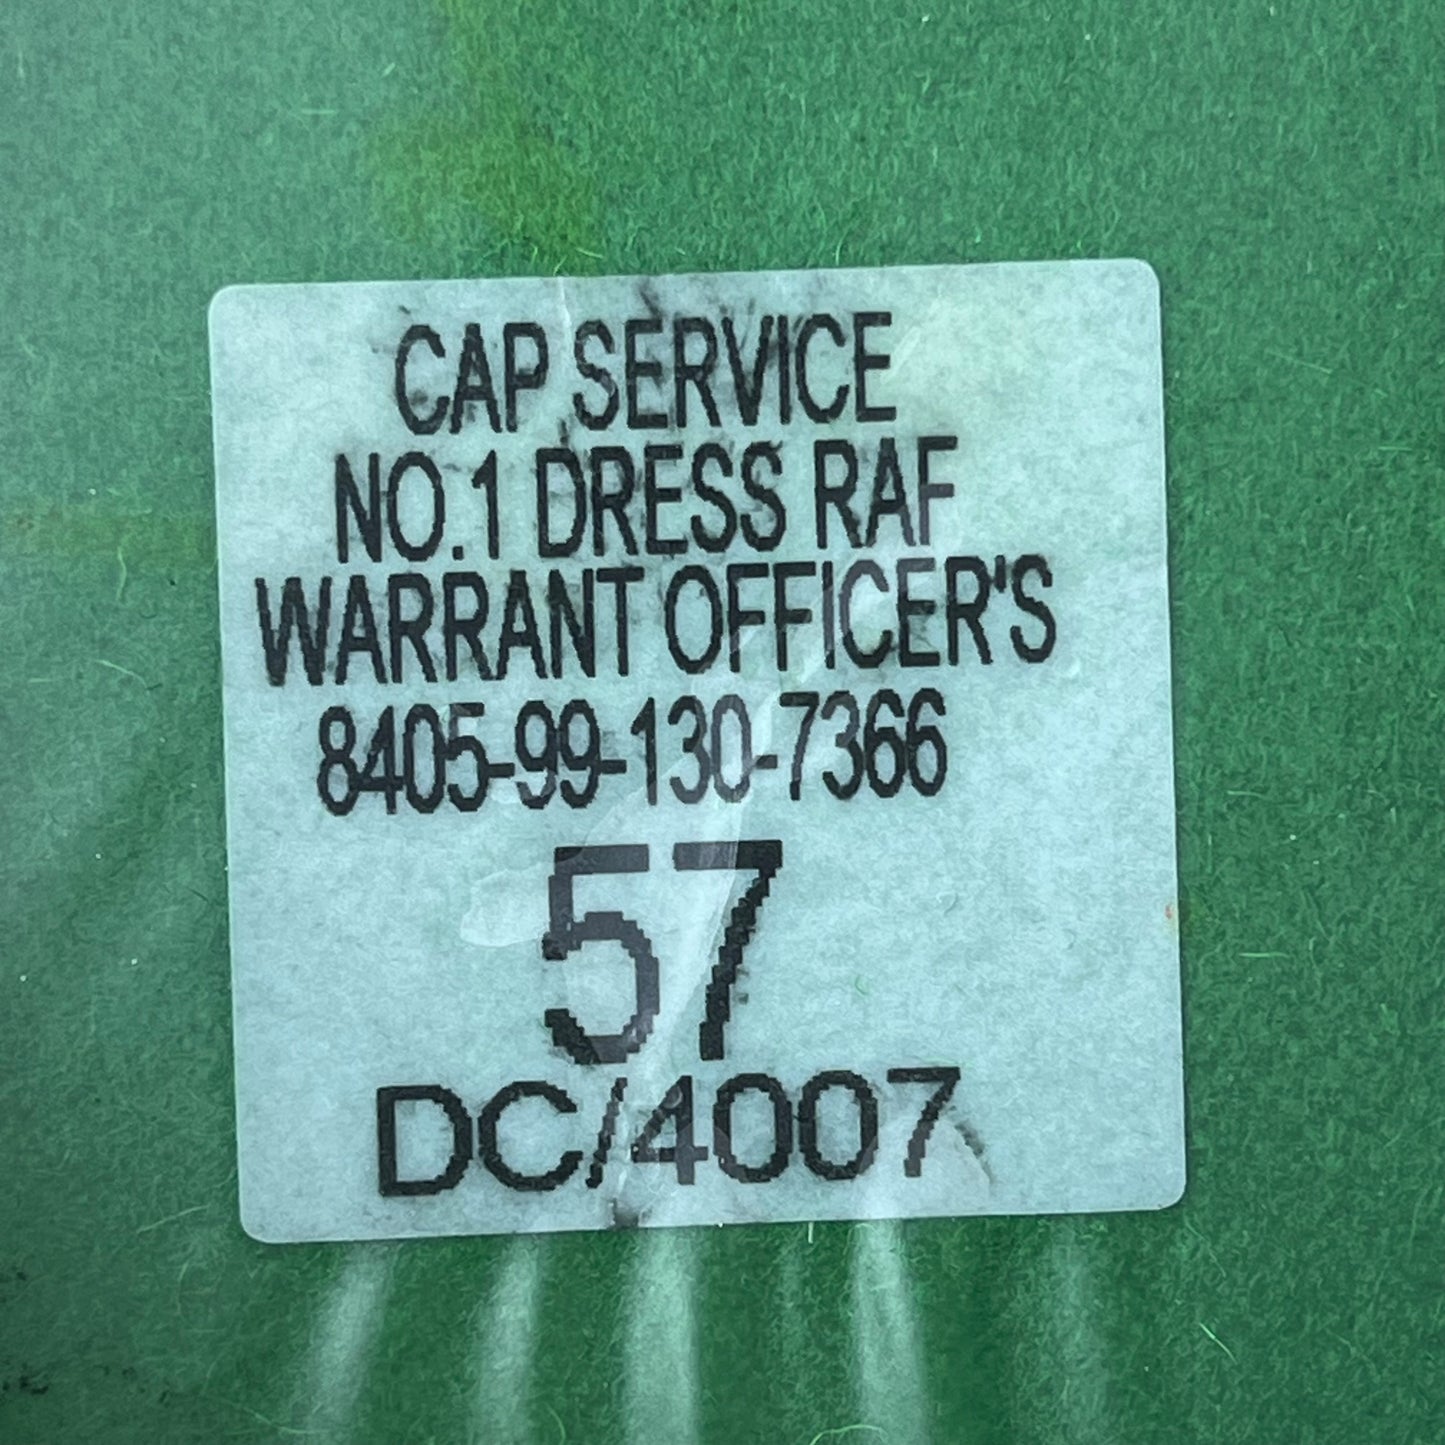 CAP SERVICE
NO.1 DRESS RAF
WARRANT OFFICER'S
8405-99-130-7366
57
DC/4007